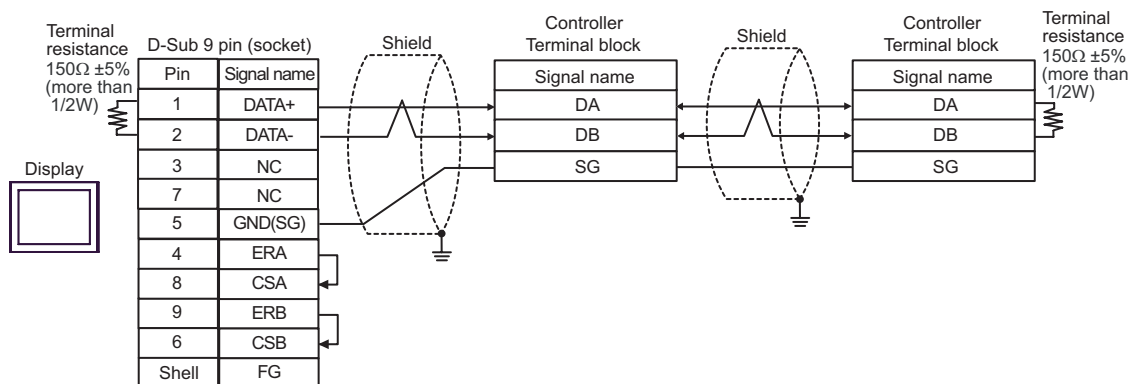 Terminal
resistance
150Ω ±5%
(more than
1/2W)
D-Sub 9 pin (socket)
Pin Signal name
1 DATA+
2 DATA-
3 NC
7 NC
5 GND(SG)
4 ERA
8 CSA
9 ERB
6 CSB
Shell FG
Display
Shield
Controller
Terminal block
Signal name
DA
DB
SG
Shield
Controller
Terminal block
Signal name
DA
DB
SG
Terminal
resistance
150Ω ±5%
(more than
1/2W)